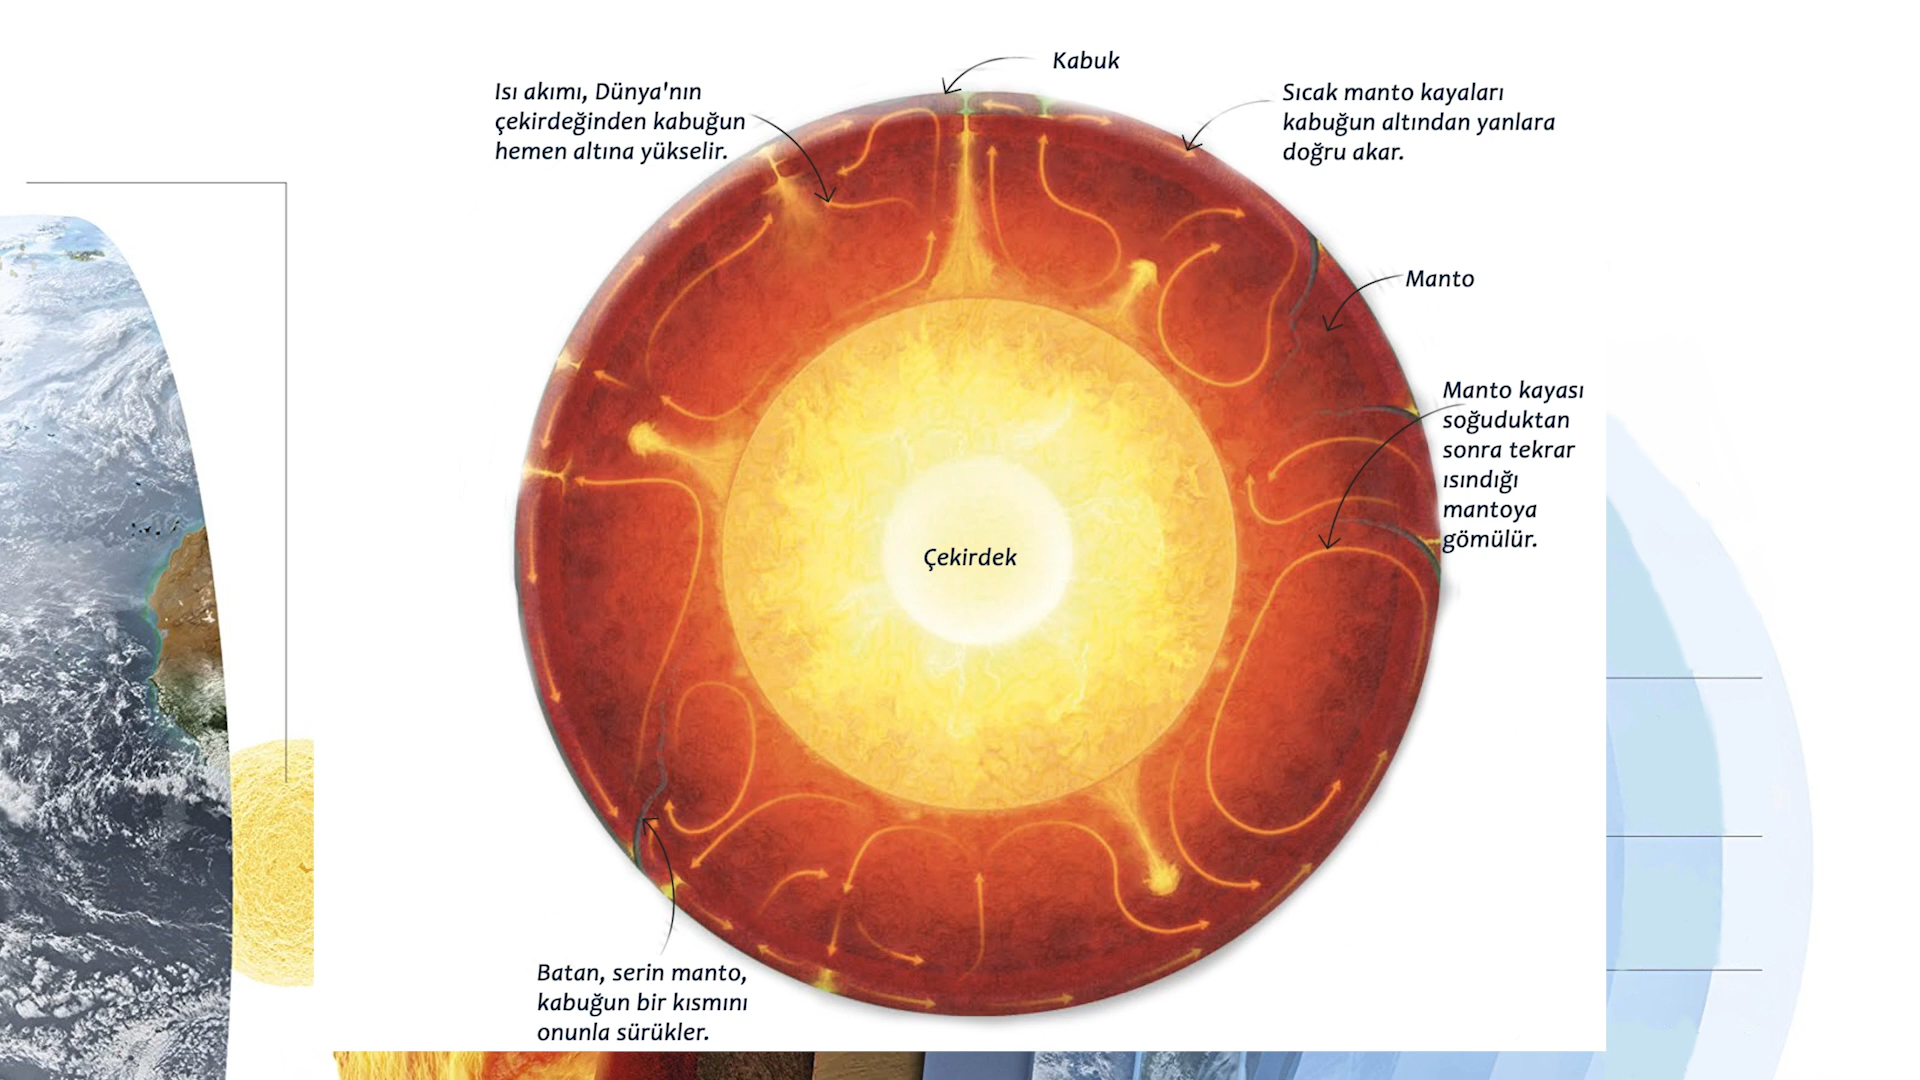 Kabuk
Isı akımı, Dünya'nın
çekirdeğinden kabuğun
hemen altına yükselir.
Sıcak manto kayaları
kabuğun altından yanlara
doğru akar.
Manto
Manto kayası
soğuduktan
sonra tekrar
ısındığı
mantoya
gömülür.
Çekirdek
Batan, serin manto,
kabuğun bir kısmını
onunla sürükler.